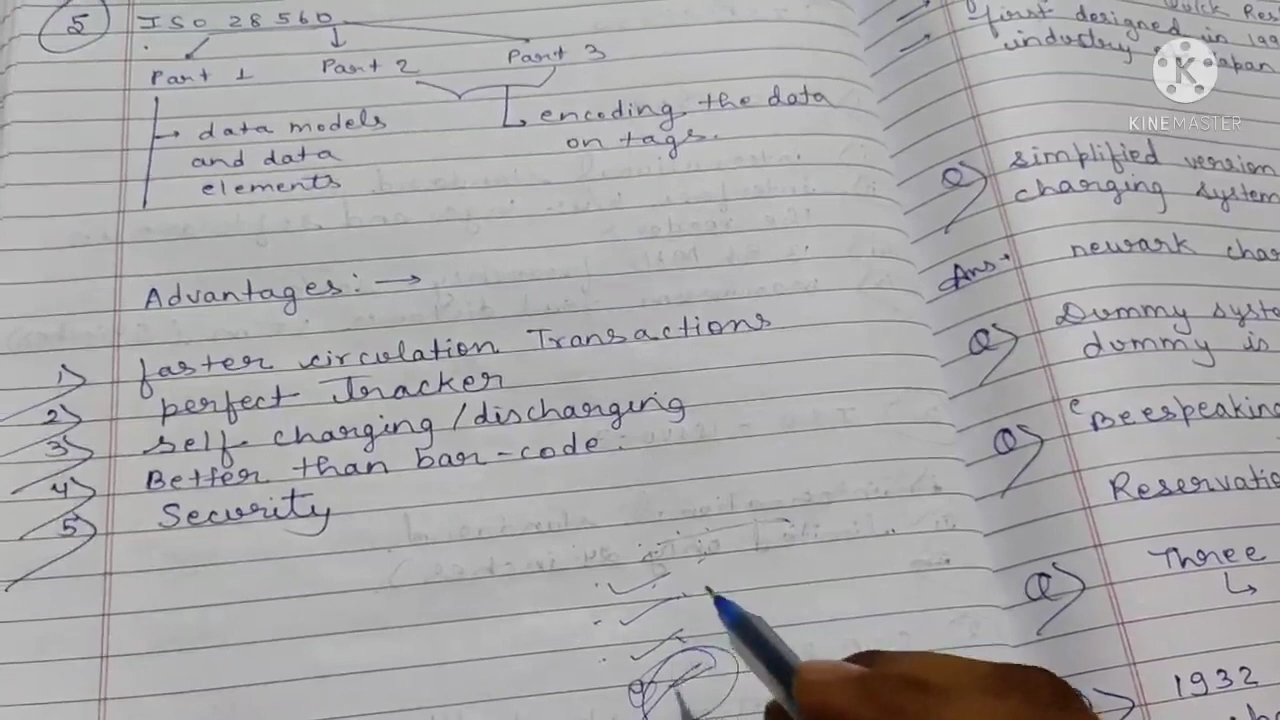 5 ISO 28560
Part 1 Part 2 Part 3
→ data models
and data
elements
encoding the data
on tags.
Advantages : →
1) faster circulation Transactions
2) perfect Tracker
3) self charging / discharging
4) Better than bar-code.
5) Security
first designed in
industry
KINEMASTER
Q) simplified version
charging system
Ans. newark
Q) Dummy
dummy is
Q) Beespeaking
Q) Three
1932